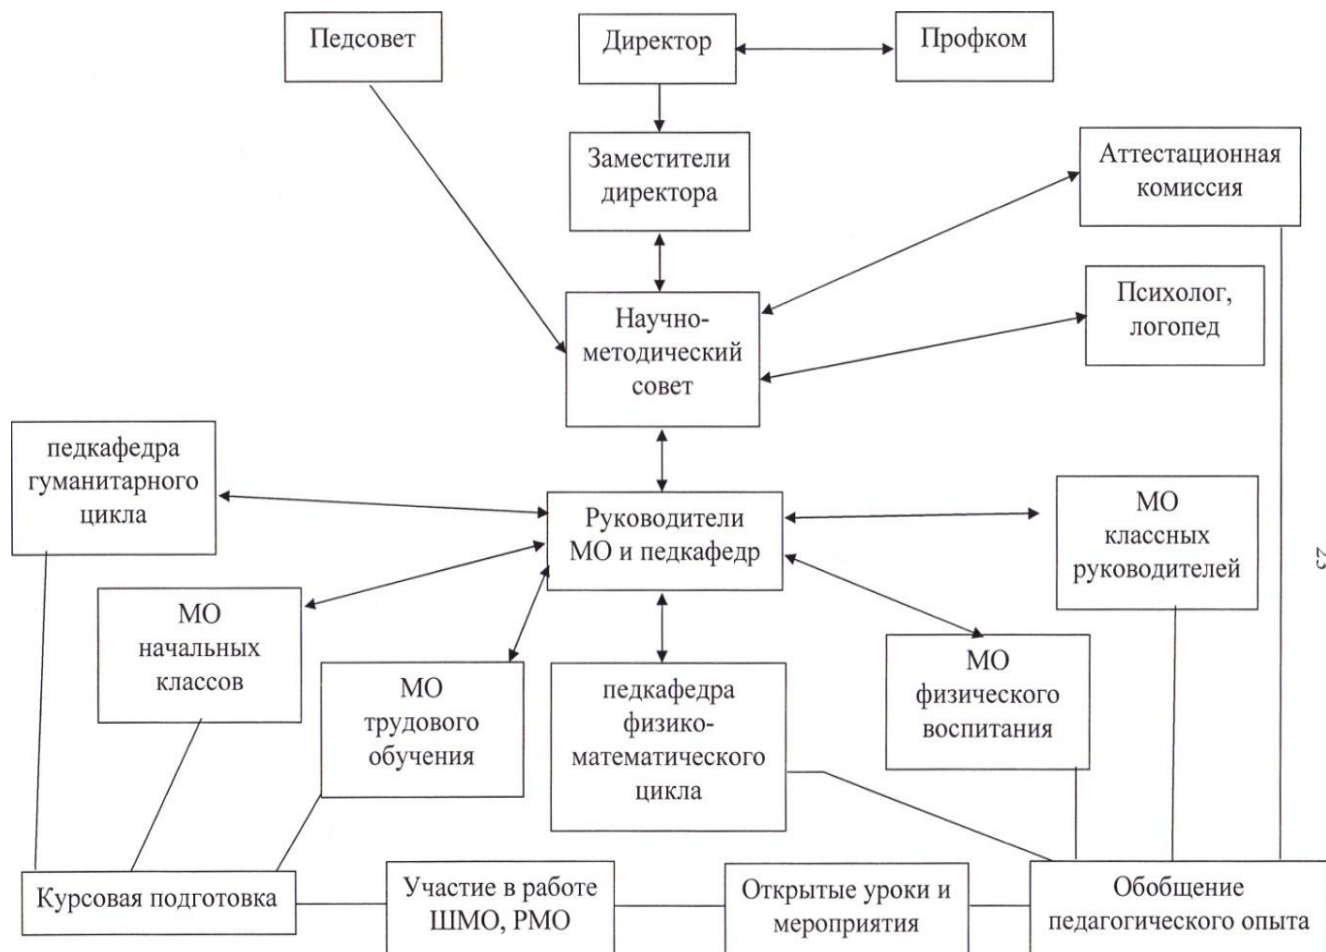 Педсовет
Директор
Профком
Заместители
директора
Аттестационная
комиссия
Научно-
методический
совет
Психолог,
логопед
педкафедра
гуманитарного
цикла
Руководители
МО и педкафедр
МО
классных
руководителей
23
МО
начальных
классов
МО
трудового
обучения
педкафедра
физико-
математического
цикла
МО
физического
воспитания
Курсовая подготовка
Участие в работе
ШМО, РМО
Открытые уроки и
мероприятия
Обобщение
педагогического опыта